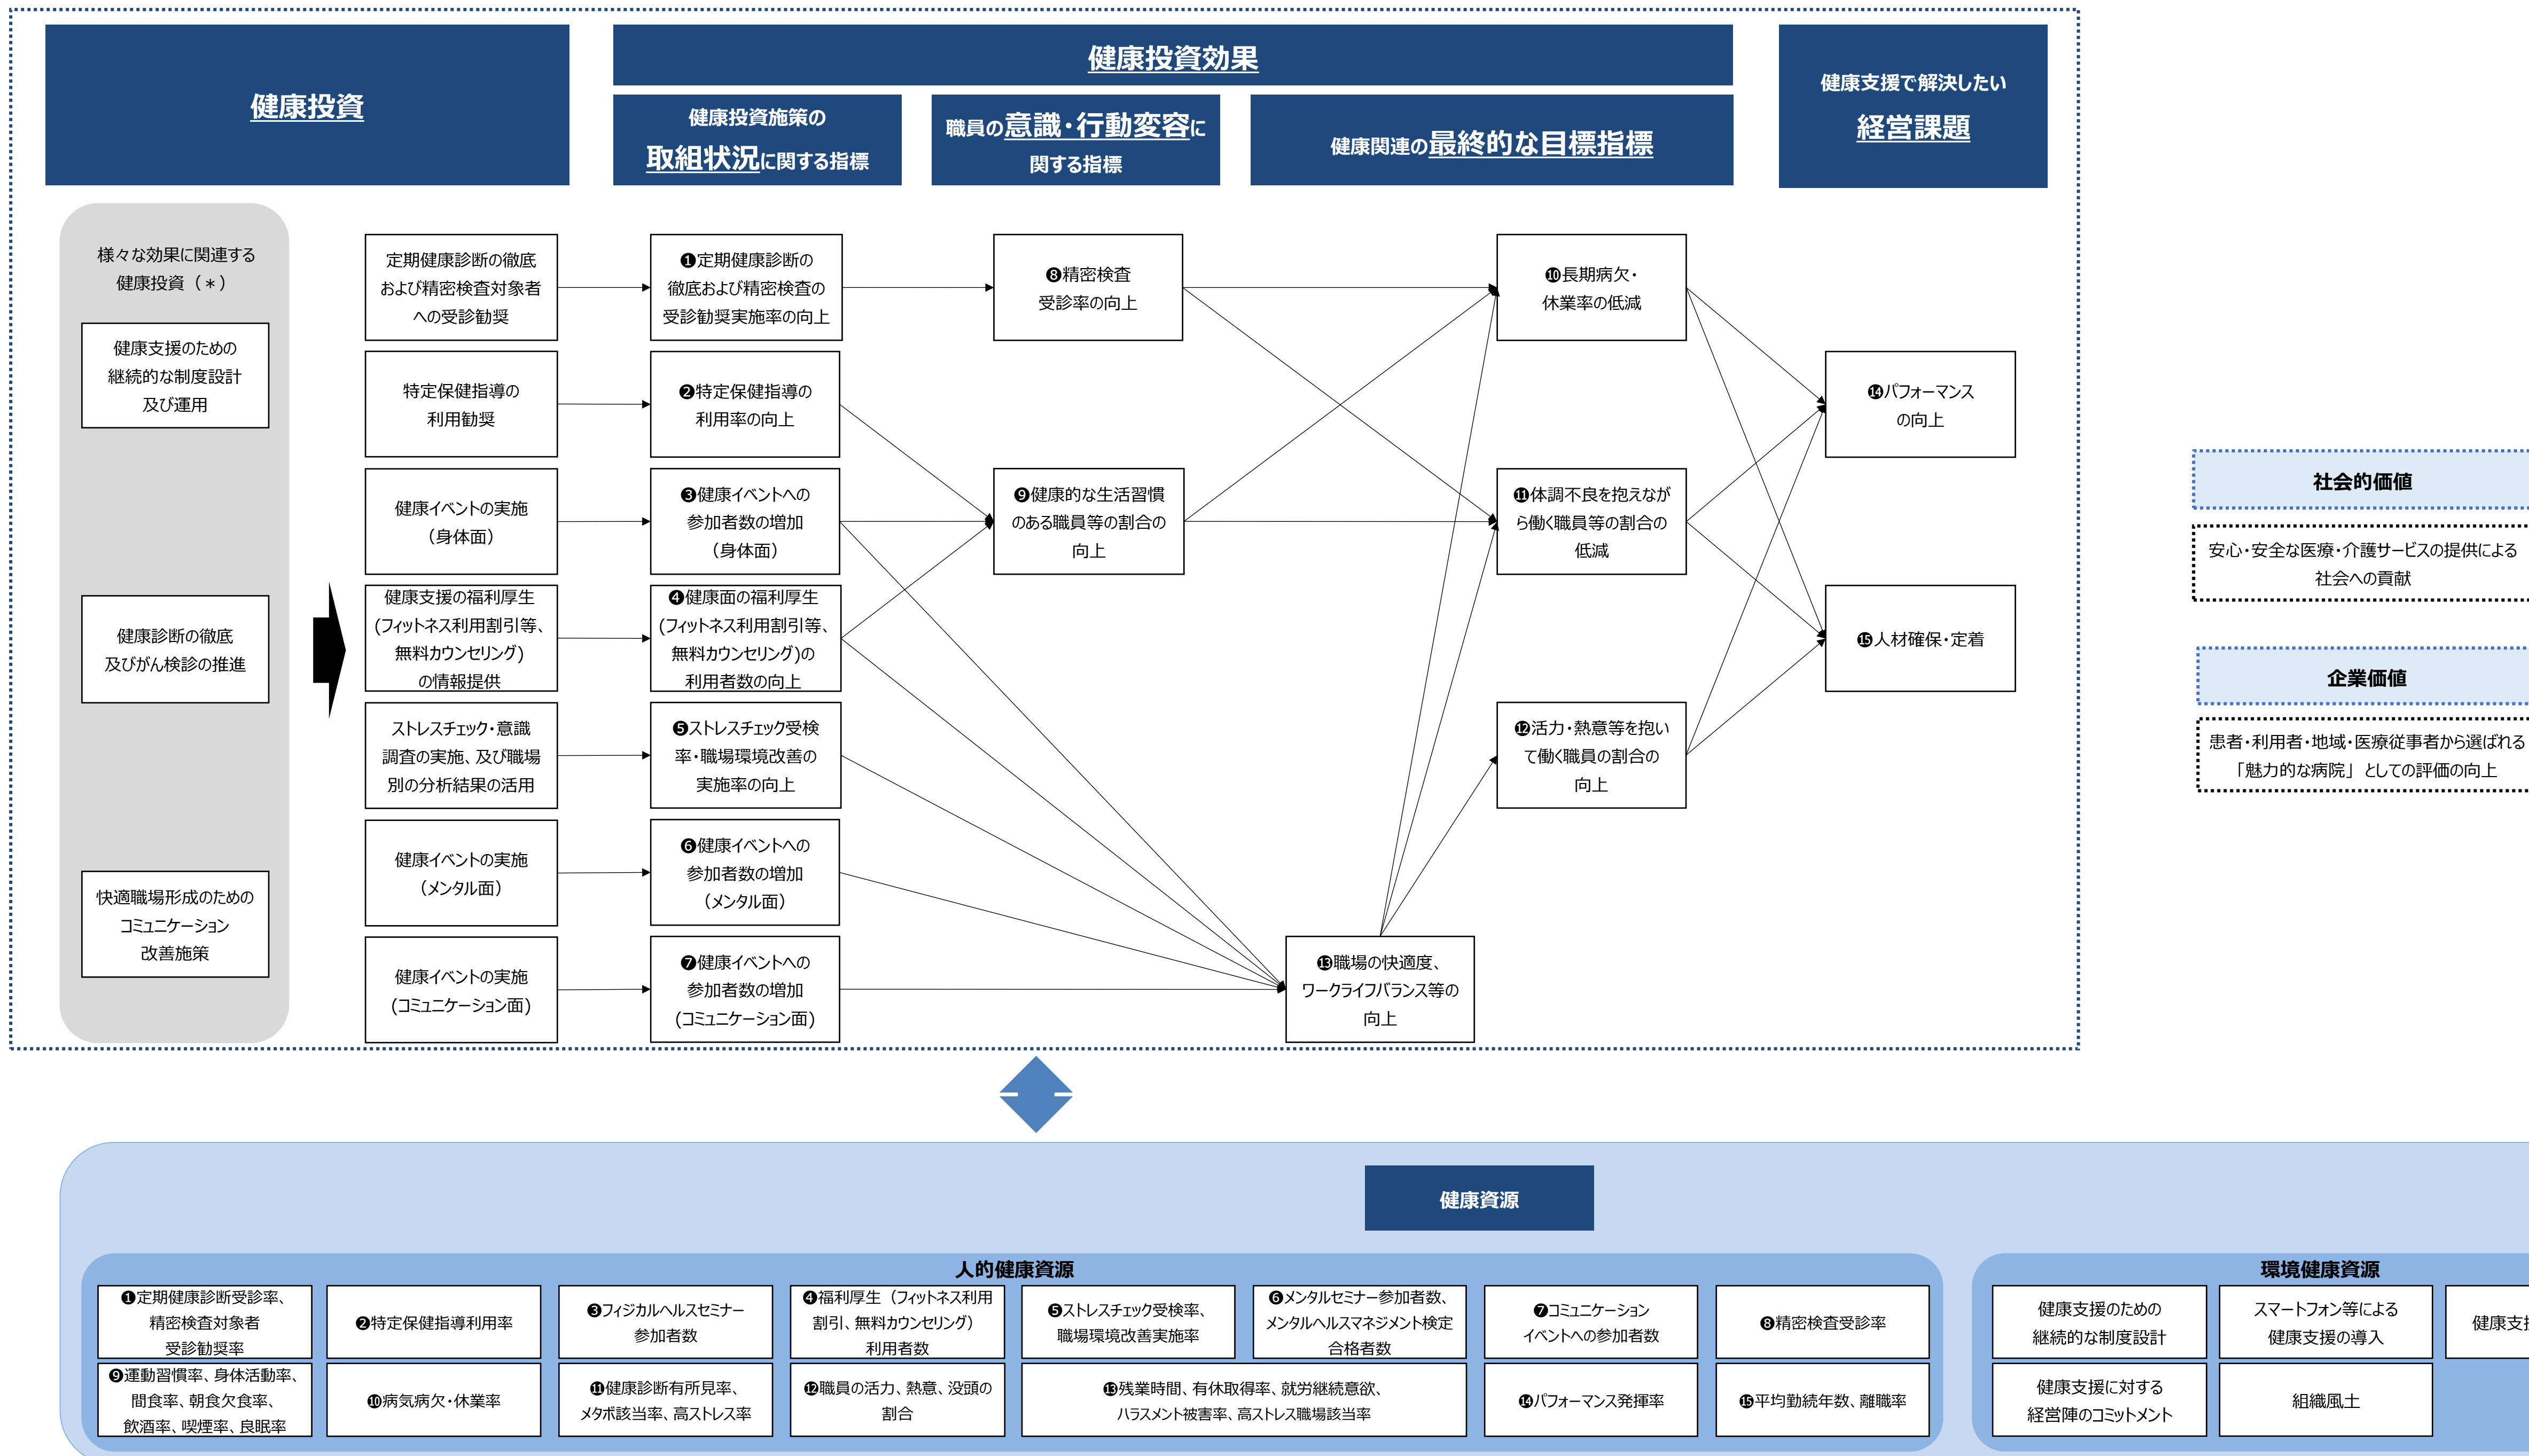 健康投資
健康投資効果
健康投資施策の
取組状況に関する指標
職員の意識・行動変容に
関する指標
健康関連の最終的な目標指標
健康支援で解決したい
経営課題
様々な効果に関連する
健康投資（＊）
健康支援のための
継続的な制度設計
及び運用
健康診断の徹底
及びがん検診の推進
快適職場形成のための
コミュニケーション
改善施策
定期健康診断の徹底
および精密検査対象者
への受診勧奨
特定保健指導の
利用勧奨
健康イベントの実施
（身体面）
健康支援の福利厚生
(フィットネス利用割引等、
無料カウンセリング)
の情報提供
ストレスチェック・意識
調査の実施、及び職場
別の分析結果の活用
健康イベントの実施
（メンタル面）
健康イベントの実施
(コミュニケーション面)
❶定期健康診断の
徹底および精密検査の
受診勧奨実施率の向上
❷特定保健指導の
利用率の向上
❸健康イベントへの
参加者数の増加
（身体面）
❹健康面の福利厚生
(フィットネス利用割引等、
無料カウンセリング)の
利用者数の向上
❺ストレスチェック受検
率・職場環境改善の
実施率の向上
❻健康イベントへの
参加者数の増加
（メンタル面）
❼健康イベントへの
参加者数の増加
(コミュニケーション面)
❽精密検査
受診率の向上
❾健康的な生活習慣
のある職員等の割合の
向上
❿長期病欠・
休業率の低減
⓫体調不良を抱えなが
ら働く職員等の割合の
低減
⓬活力・熱意等を抱い
て働く職員の割合の
向上
⓭職場の快適度、
ワークライフバランス等の
向上
⓮パフォーマンス
の向上
⓯人材確保・定着
社会的価値
安心・安全な医療・介護サービスの提供による
社会への貢献
企業価値
患者・利用者・地域・医療従事者から選ばれる
「魅力的な病院」としての評価の向上
健康資源
人的健康資源
❶定期健康診断受診率、
精密検査対象者
受診勧奨率
❷特定保健指導利用率
❸フィジカルヘルスセミナー
参加者数
❹福利厚生（フィットネス利用
割引、無料カウンセリング）
利用者数
❺ストレスチェック受検率、
職場環境改善実施率
❻メンタルセミナー参加者数、
メンタルヘルスマネジメント検定
合格者数
❼コミュニケーション
イベントへの参加者数
❽精密検査受診率
❾運動習慣率、身体活動率、
間食率、朝食欠食率、
飲酒率、喫煙率、良眠率
❿病気病欠・休業率
⓫健康診断有所見率、
メタボ該当率、高ストレス率
⓬職員の活力、熱意、没頭の
割合
⓭残業時間、有休取得率、就労継続意欲、
ハラスメント被害率、高ストレス職場該当率
⓮パフォーマンス発揮率
⓯平均勤続年数、離職率
環境健康資源
健康支援のための
継続的な制度設計
スマートフォン等による
健康支援の導入
健康支
健康支援に対する
経営陣のコミットメント
組織風土